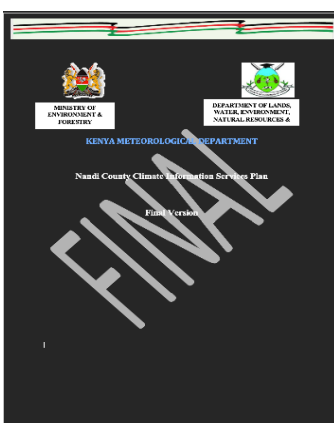 MINISTRY OF
ENVIRONMENT &
FORESTRY
DEPARTMENT OF LANDS,
WATER, ENVIRONMENT,
NATURAL RESOURCES &
KENYA METEOROLOGICAL DEPARTMENT
Nandi County Climate Information Services Plan
Final Version
FINAL